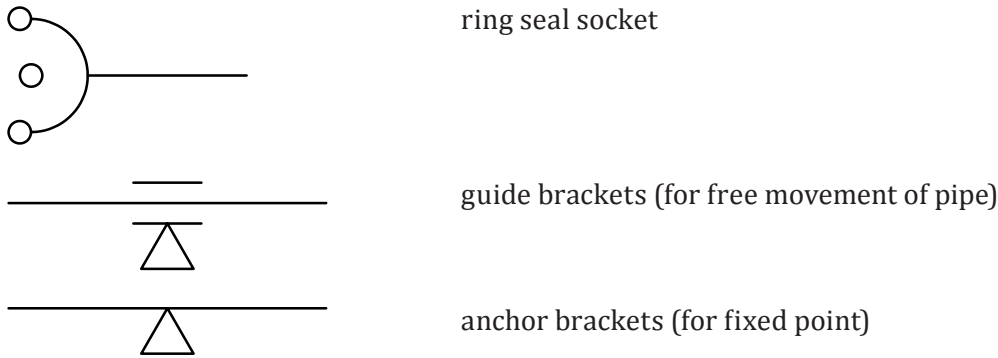 ring seal socket
guide brackets (for free movement of pipe)
anchor brackets (for fixed point)